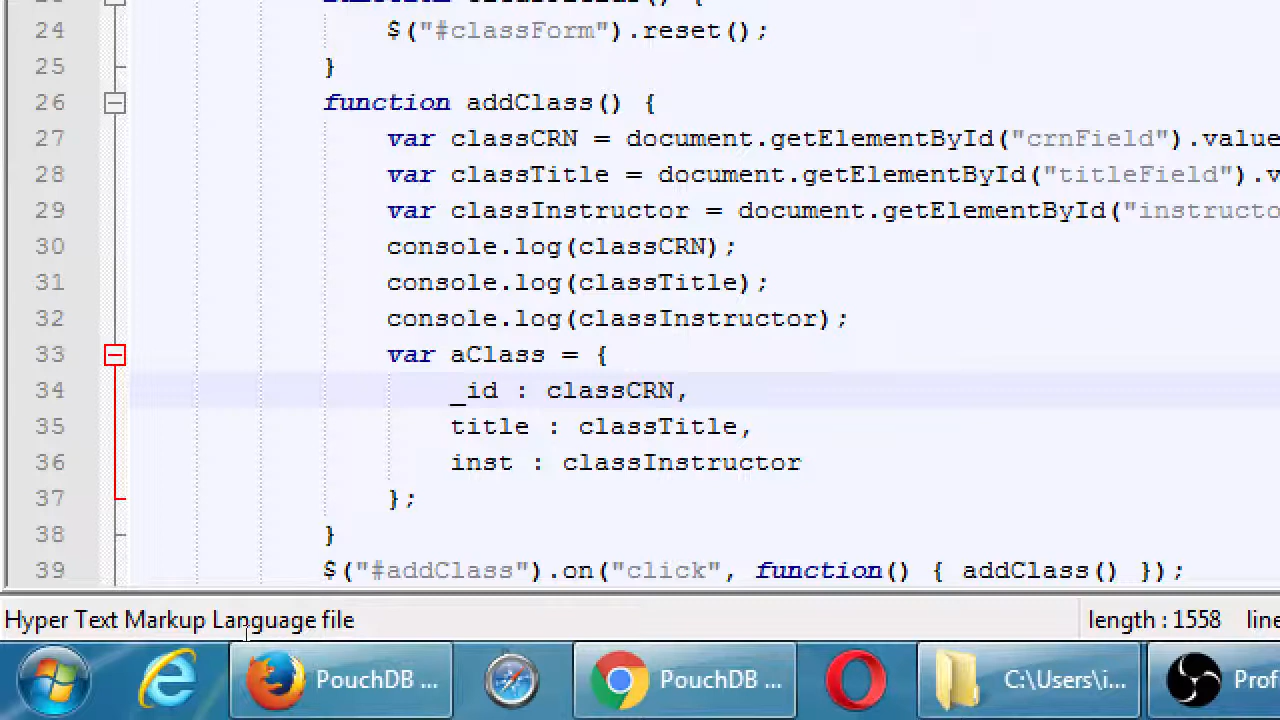 24 $("#classForm").reset();
25 }
26 function addClass() {
27 var classCRN = document.getElementById("crnField").value
28 var classTitle = document.getElementById("titleField").v
29 var classInstructor = document.getElementById("instructo
30 console.log(classCRN);
31 console.log(classTitle);
32 console.log(classInstructor);
33 var aClass = {
34 _id : classCRN,
35 title : classTitle,
36 inst : classInstructor
37 };
38 }
39 $("#addClass").on("click", function() { addClass() });
Hyper Text Markup Language file length : 1558 line
PouchDB ... PouchDB ... C:\Users\i... Prof